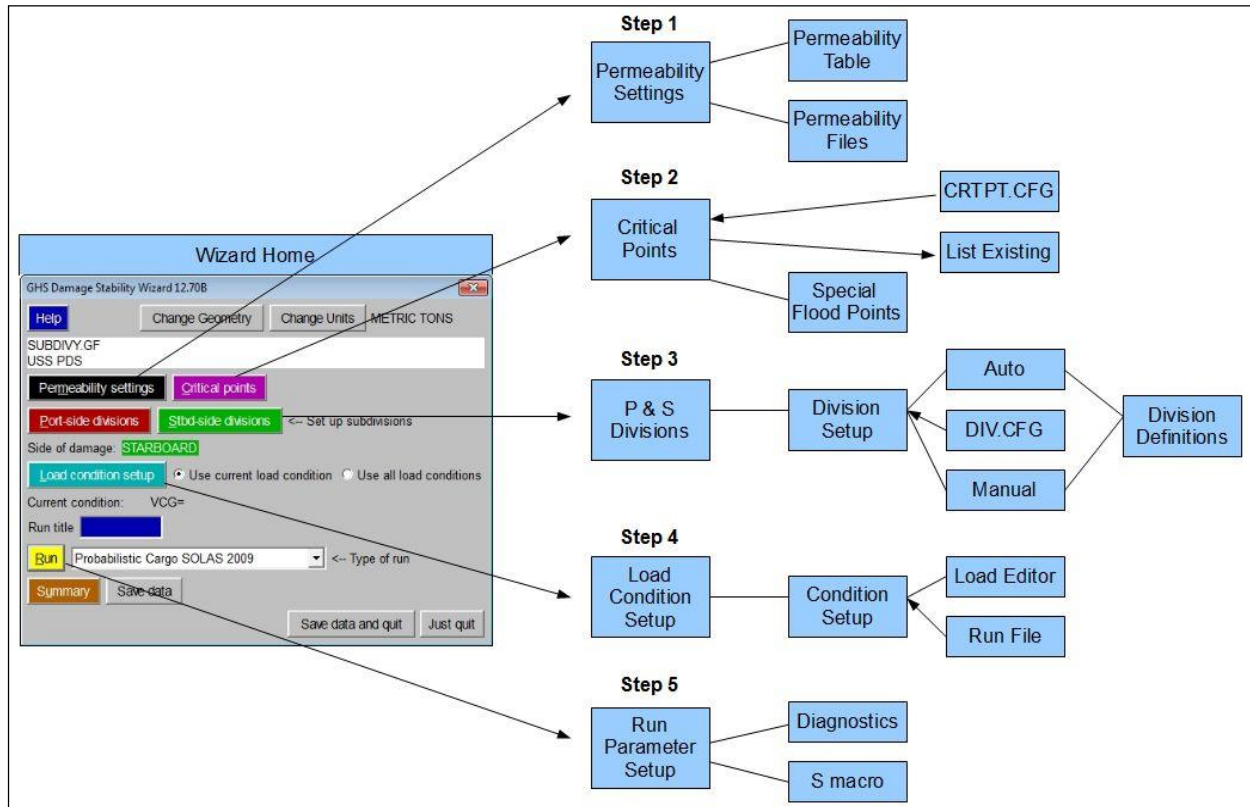 Wizard Home
GHS Damage Stability Wizard 12.70B
Help
Change Geometry
Change Units
METRIC TONS
SUBDIVY.GF
USS PDS
Permeability settings
Critical points
Port-side divisions
Stbd-side divisions
<-- Set up subdivisions
Side of damage: STARBOARD
Load condition setup
Use current load condition
Use all load conditions
Current condition: VCG=
Run title
Run
Probabilistic Cargo SOLAS 2009
<-- Type of run
Summary
Save data
Save data and quit
Just quit
Step 1
Permeability
Settings
Permeability
Table
Permeability
Files
Step 2
Critical
Points
CRTPT.CFG
List Existing
Special
Flood Points
Step 3
P & S
Divisions
Division
Setup
Auto
DIV.CFG
Manual
Division
Definitions
Step 4
Load
Condition
Setup
Condition
Setup
Load Editor
Run File
Step 5
Run
Parameter
Setup
Diagnostics
S macro